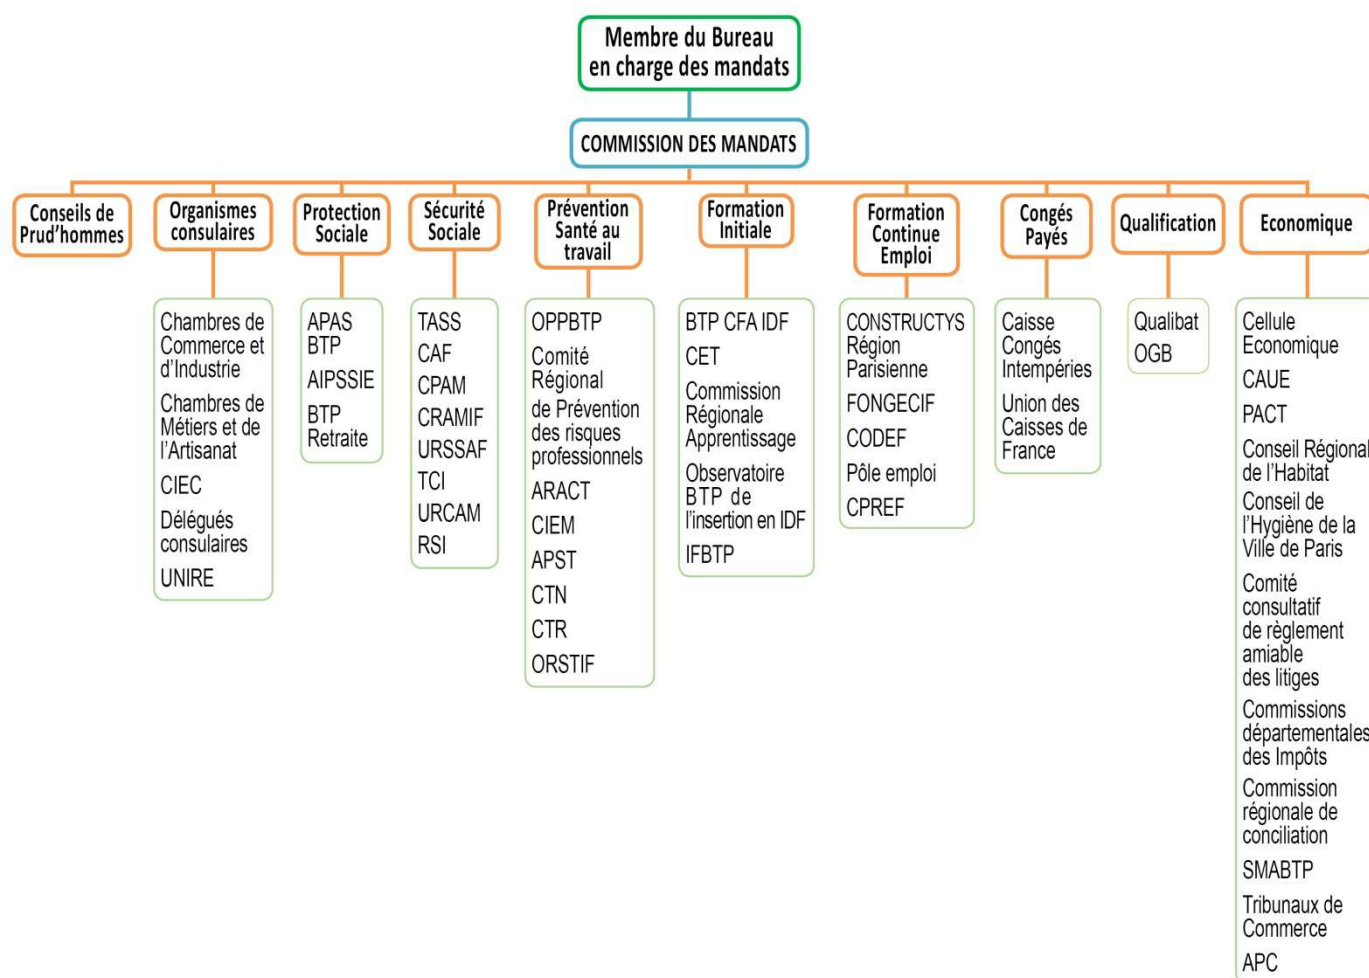 Membre du Bureau
en charge des mandats
COMMISSION DES MANDATS
Conseils de
Prud'hommes
Organismes
consulaires
Chambres de
Commerce et
d'Industrie
Chambres de
Métiers et de
l'Artisanat
CIEC
Délégués
consulaires
UNIRE
Protection
Sociale
APAS
BTP
AIPSSIE
BTP
Retraite
Sécurité
Sociale
TASS
CAF
CPAM
CRAMIF
URSSAF
TCI
URCAM
RSI
Prévention
Santé au
travail
OPPBTP
Comité
Régional
de Prévention
des risques
professionnels
ARACT
CIEM
APST
CTN
CTR
ORSTIF
Formation
Initiale
BTP CFA IDF
CET
Commission
Régionale
Apprentissage
Observatoire
BTP de
l'insertion en IDF
IFBTP
Formation
Continue
Emploi
CONSTRUCTYS
Région
Parisienne
FONGECIF
CODEF
Pôle emploi
CPREF
Congés
Payés
Caisse
Congés
Intempéries
Union des
Caisses de
France
Qualification
Qualibat
OGB
Economique
Cellule
Economique
CAUE
PACT
Conseil Régional
de l'Habitat
Conseil de
l'Hygiène de la
Ville de Paris
Comité
consultatif
de règlement
amiable
des litiges
Commissions
départementales
des Impôts
Commission
régionale de
conciliation
SMABTP
Tribunaux de
Commerce
APC